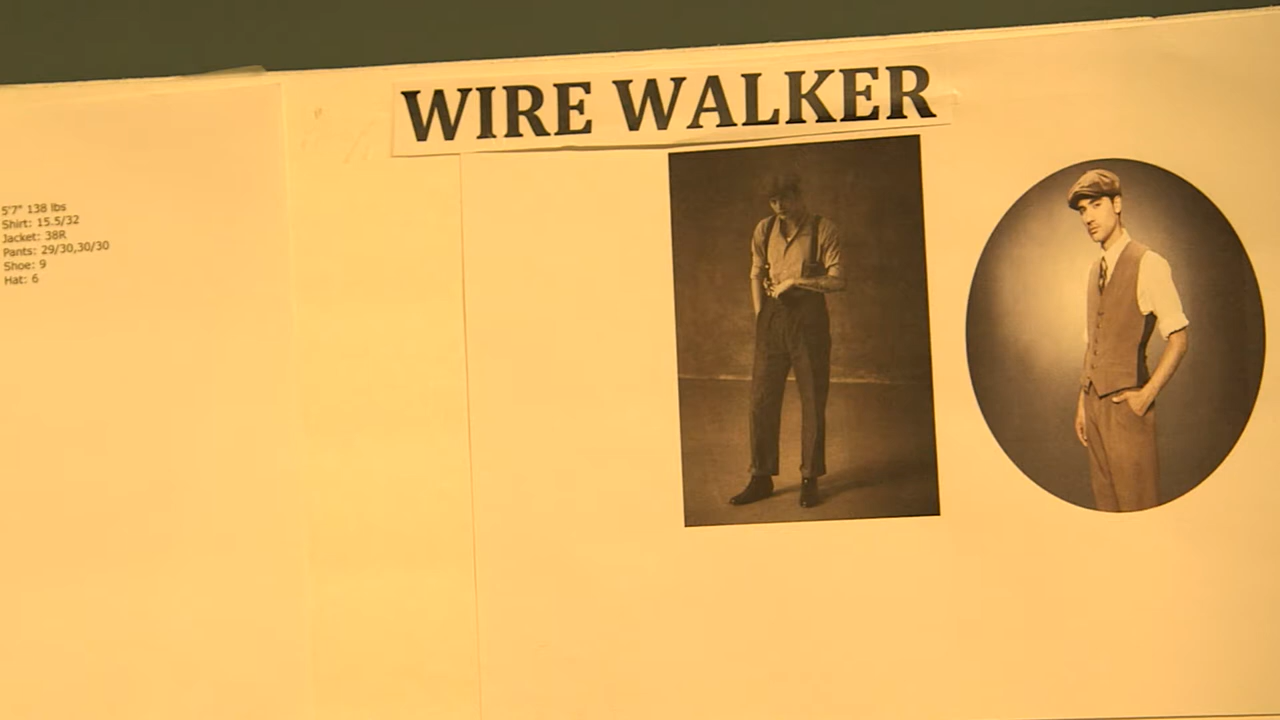 WIRE WALKER
5'7" 138 lbs
Shirt: 15.5/32
Jacket: 38R
Pants: 29/30,30/30
Shoe: 9
Hat: 6